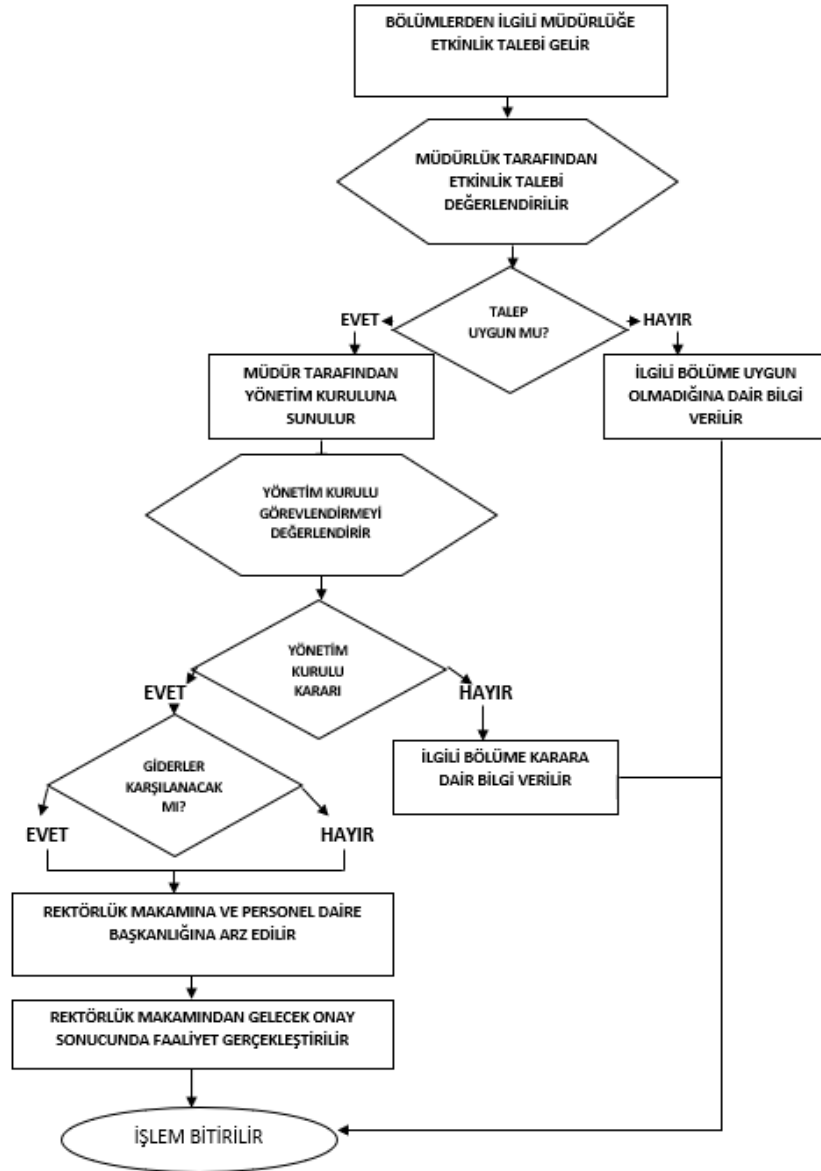 BÖLÜMLERDEN İLGİLİ MÜDÜRLÜĞE
ETKİNLİK TALEBİ GELİR
MÜDÜRLÜK TARAFINDAN
ETKİNLİK TALEBİ
DEĞERLENDİRİLİR
TALEP
UYGUN MU?
EVET
HAYIR
MÜDÜR TARAFINDAN
YÖNETİM KURULUNA
SUNULUR
İLGİLİ BÖLÜME UYGUN
OLMADIĞINA DAİR BİLGİ
VERİLİR
YÖNETİM KURULU
GÖREVLENDİRMEYİ
DEĞERLENDİRİR
YÖNETİM
KURULU
KARARI
EVET
HAYIR
GİDERLER
KARŞILANACAK
MI?
İLGİLİ BÖLÜME KARARA
DAİR BİLGİ VERİLİR
EVET
HAYIR
REKTÖRLÜK MAKAMINA VE PERSONEL DAİRE
BAŞKANLIĞINA ARZ EDİLİR
REKTÖRLÜK MAKAMINDAN GELECEK ONAY
SONUCUNDA FAALİYET GERÇEKLEŞTİRİLİR
İŞLEM BİTİRİLİR